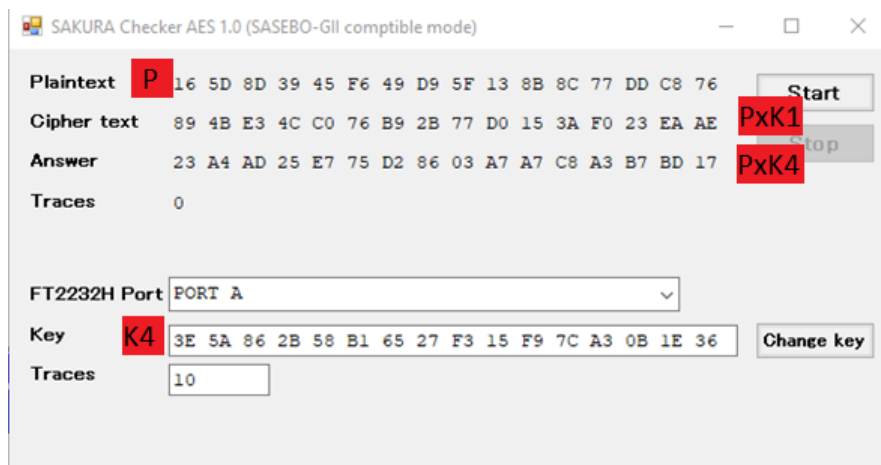 SAKURA Checker AES 1.0 (SASEBO-GII comptible mode)
Plaintext P 16 5D 8D 39 45 F6 49 D9 5F 13 8B 8C 77 DD C8 76 Start
Cipher text 89 4B E3 4C C0 76 B9 2B 77 D0 15 3A F0 23 EA AE PxK1
Stop
Answer 23 A4 AD 25 E7 75 D2 86 03 A7 A7 C8 A3 B7 BD 17 PxK4
Traces 0
FT2232H Port PORT A
Key K4 3E 5A 86 2B 58 B1 65 27 F3 15 F9 7C A3 0B 1E 36 Change key
Traces 10